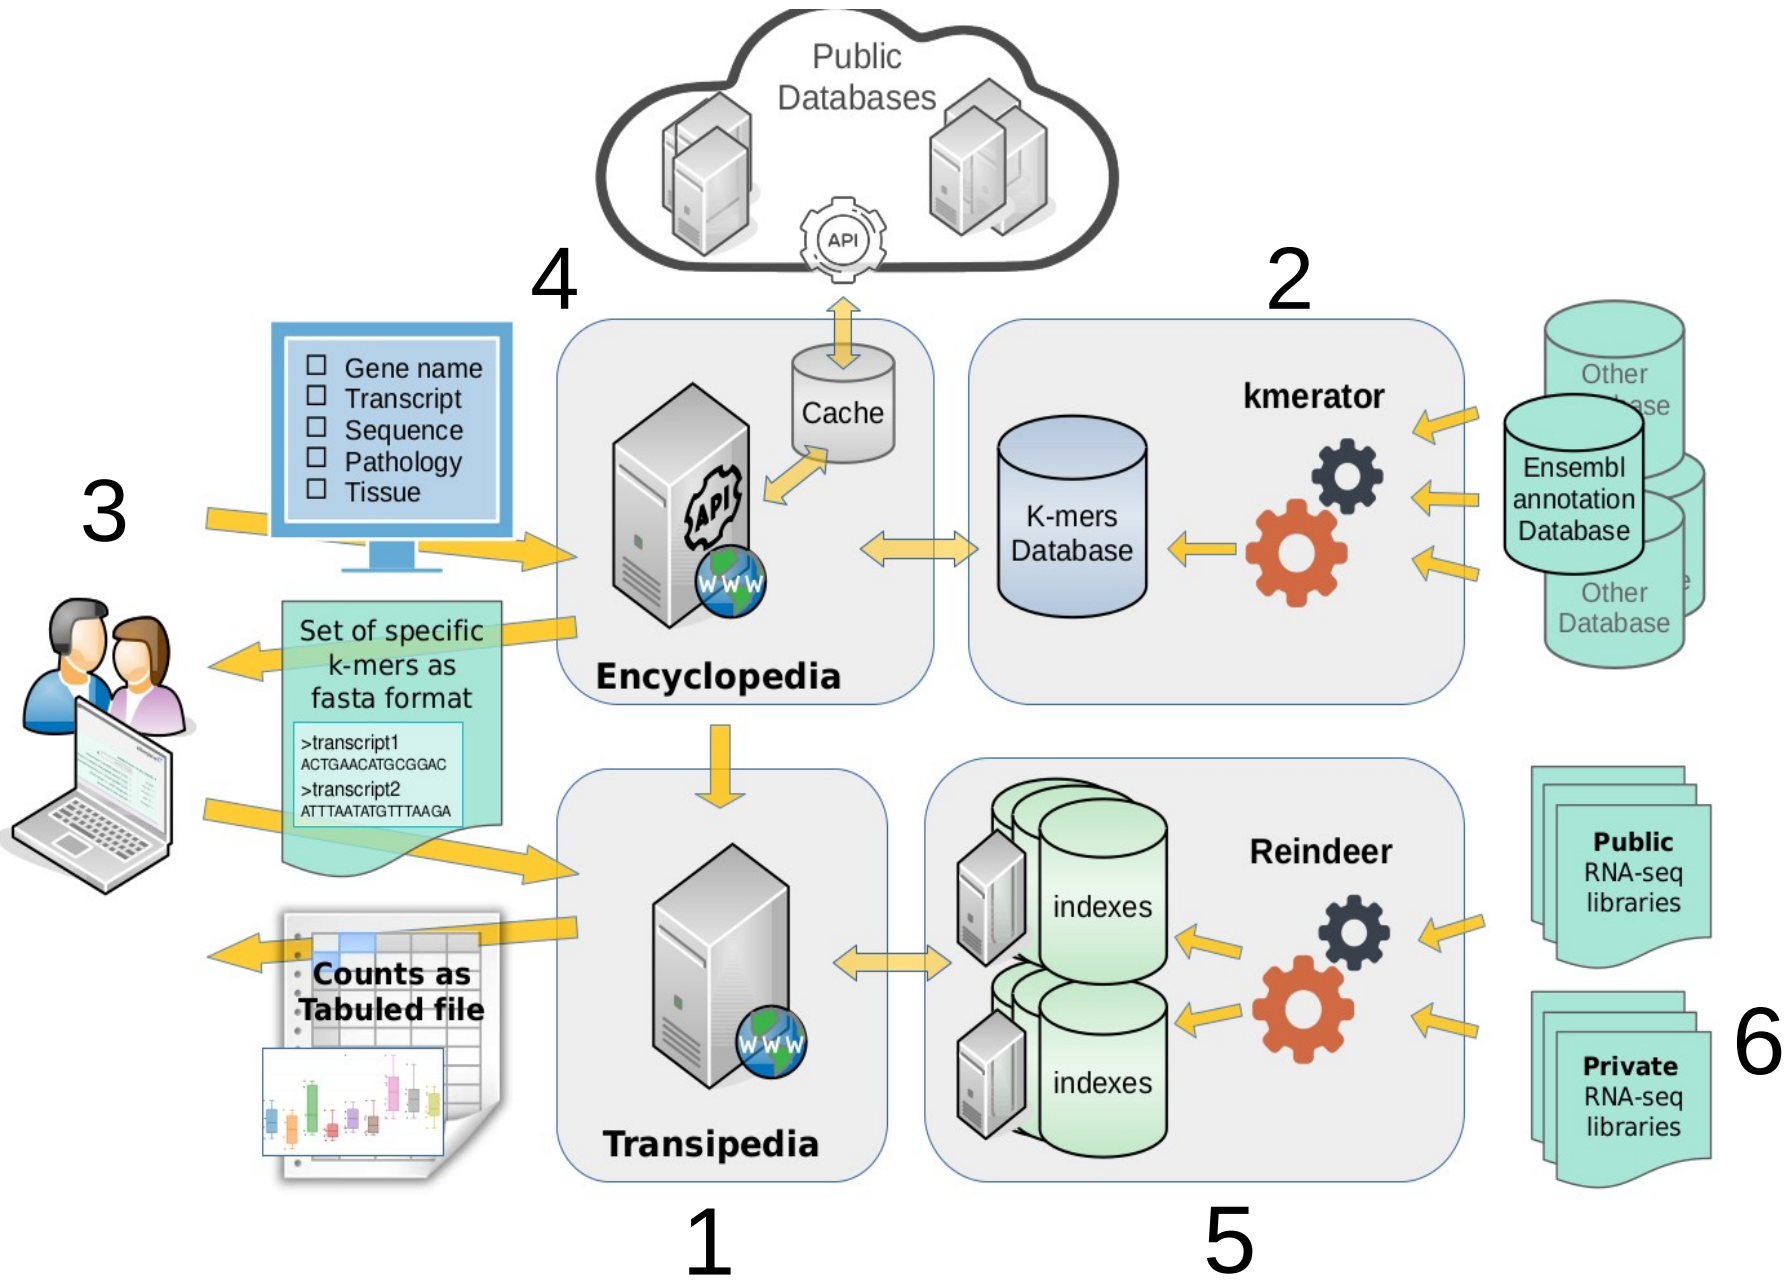 Public
Databases
API
4
2
Gene name
Transcript
Sequence
Pathology
Tissue
Cache
API
WWW
Encyclopedia
kmerator
K-mers
Database
Other
base
Ensembl
annotation
Database
Other
Database
3
Set of specific
k-mers as
fasta format
>transcript1
ACTGAACATGCGGAC
>transcript2
ATTTAATATGTTTAAGA
Counts as
Tabuled file
WWW
Transipedia
indexes
indexes
Reindeer
Public
RNA-seq
libraries
Private
RNA-seq
libraries
6
1
5